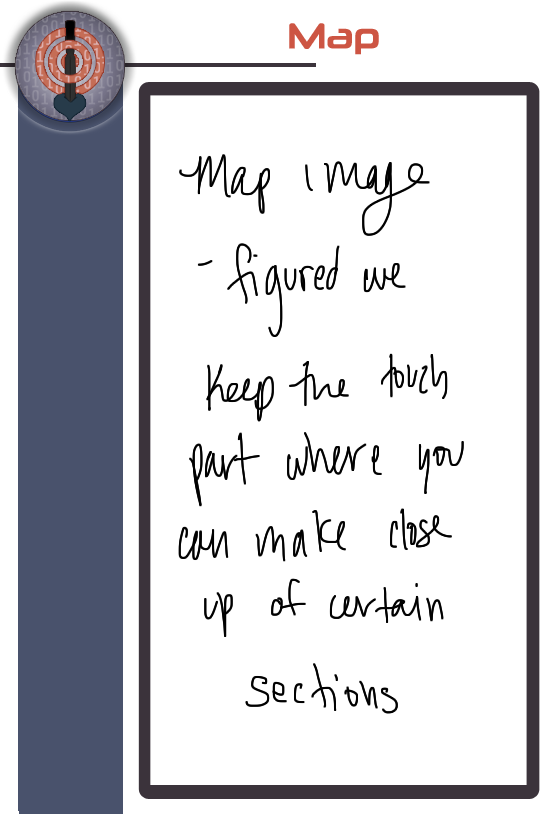 Map
Map image
- figured we
keep the touch
part where you
can make close
up of certain
sections